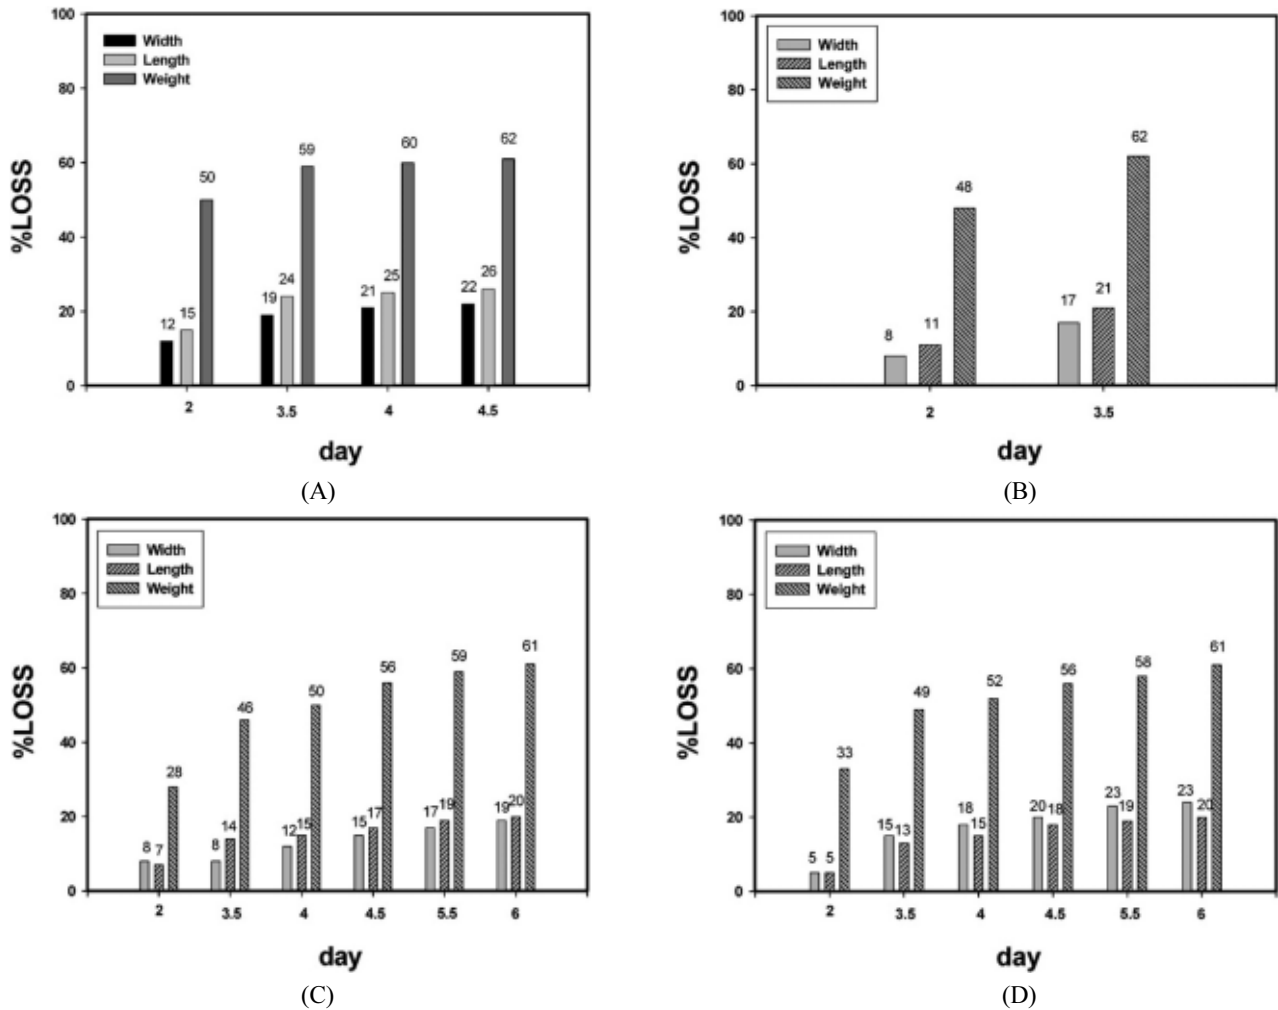 100
80
60
40
20
0
%LOSS
Width
Length
Weight
12 15 50
19 24 59
21 25 60
22 26 62
2 3.5 4 4.5
day
(A)
100
80
60
40
20
0
%LOSS
Width
Length
Weight
8 11 48
17 21 62
2 3.5
day
(B)
100
80
60
40
20
0
%LOSS
Width
Length
Weight
8 7 28
8 14 46
12 15 50
15 17 56
17 19 59
19 20 61
2 3.5 4 4.5 5.5 6
day
(C)
100
80
60
40
20
0
%LOSS
Width
Length
Weight
5 5 33
15 13 49
18 15 52
20 18 56
23 19 58
23 20 61
2 3.5 4 4.5 5.5 6
day
(D)